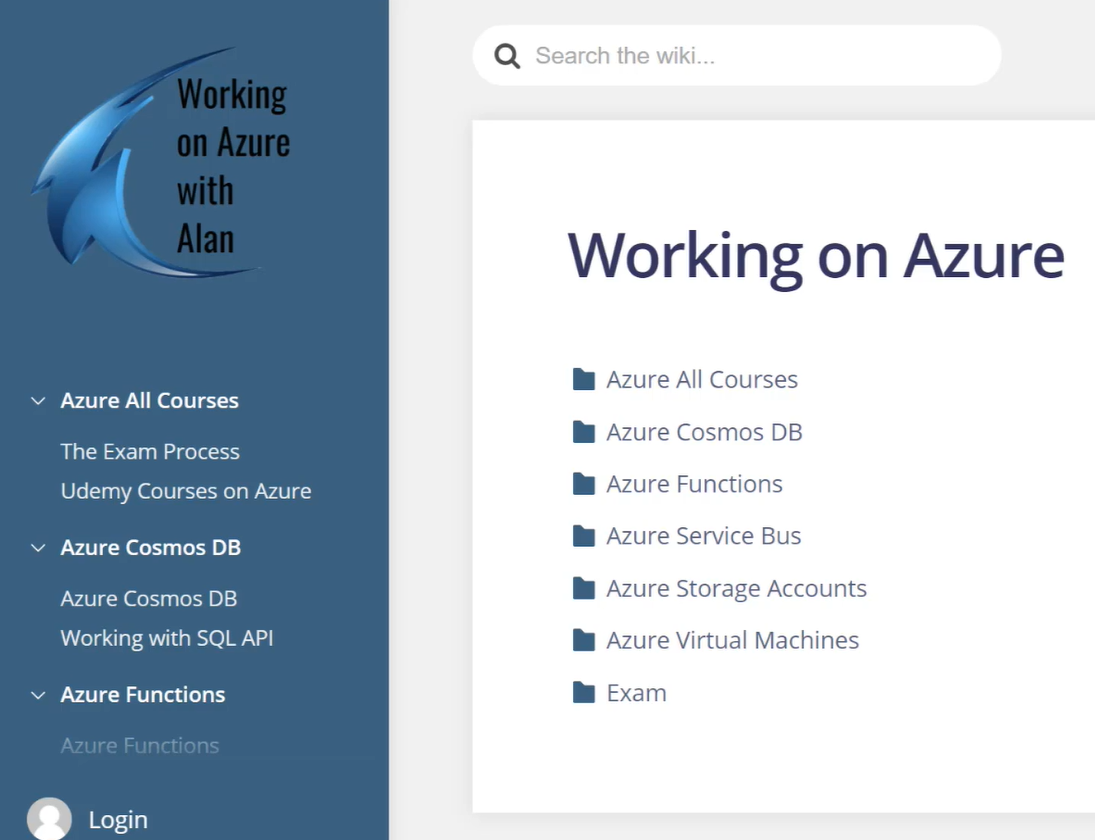 Working
on Azure
with
Alan
Azure All Courses
The Exam Process
Udemy Courses on Azure
Azure Cosmos DB
Azure Cosmos DB
Working with SQL API
Azure Functions
Azure Functions
Login
Search the wiki...
Working on Azure
Azure All Courses
Azure Cosmos DB
Azure Functions
Azure Service Bus
Azure Storage Accounts
Azure Virtual Machines
Exam